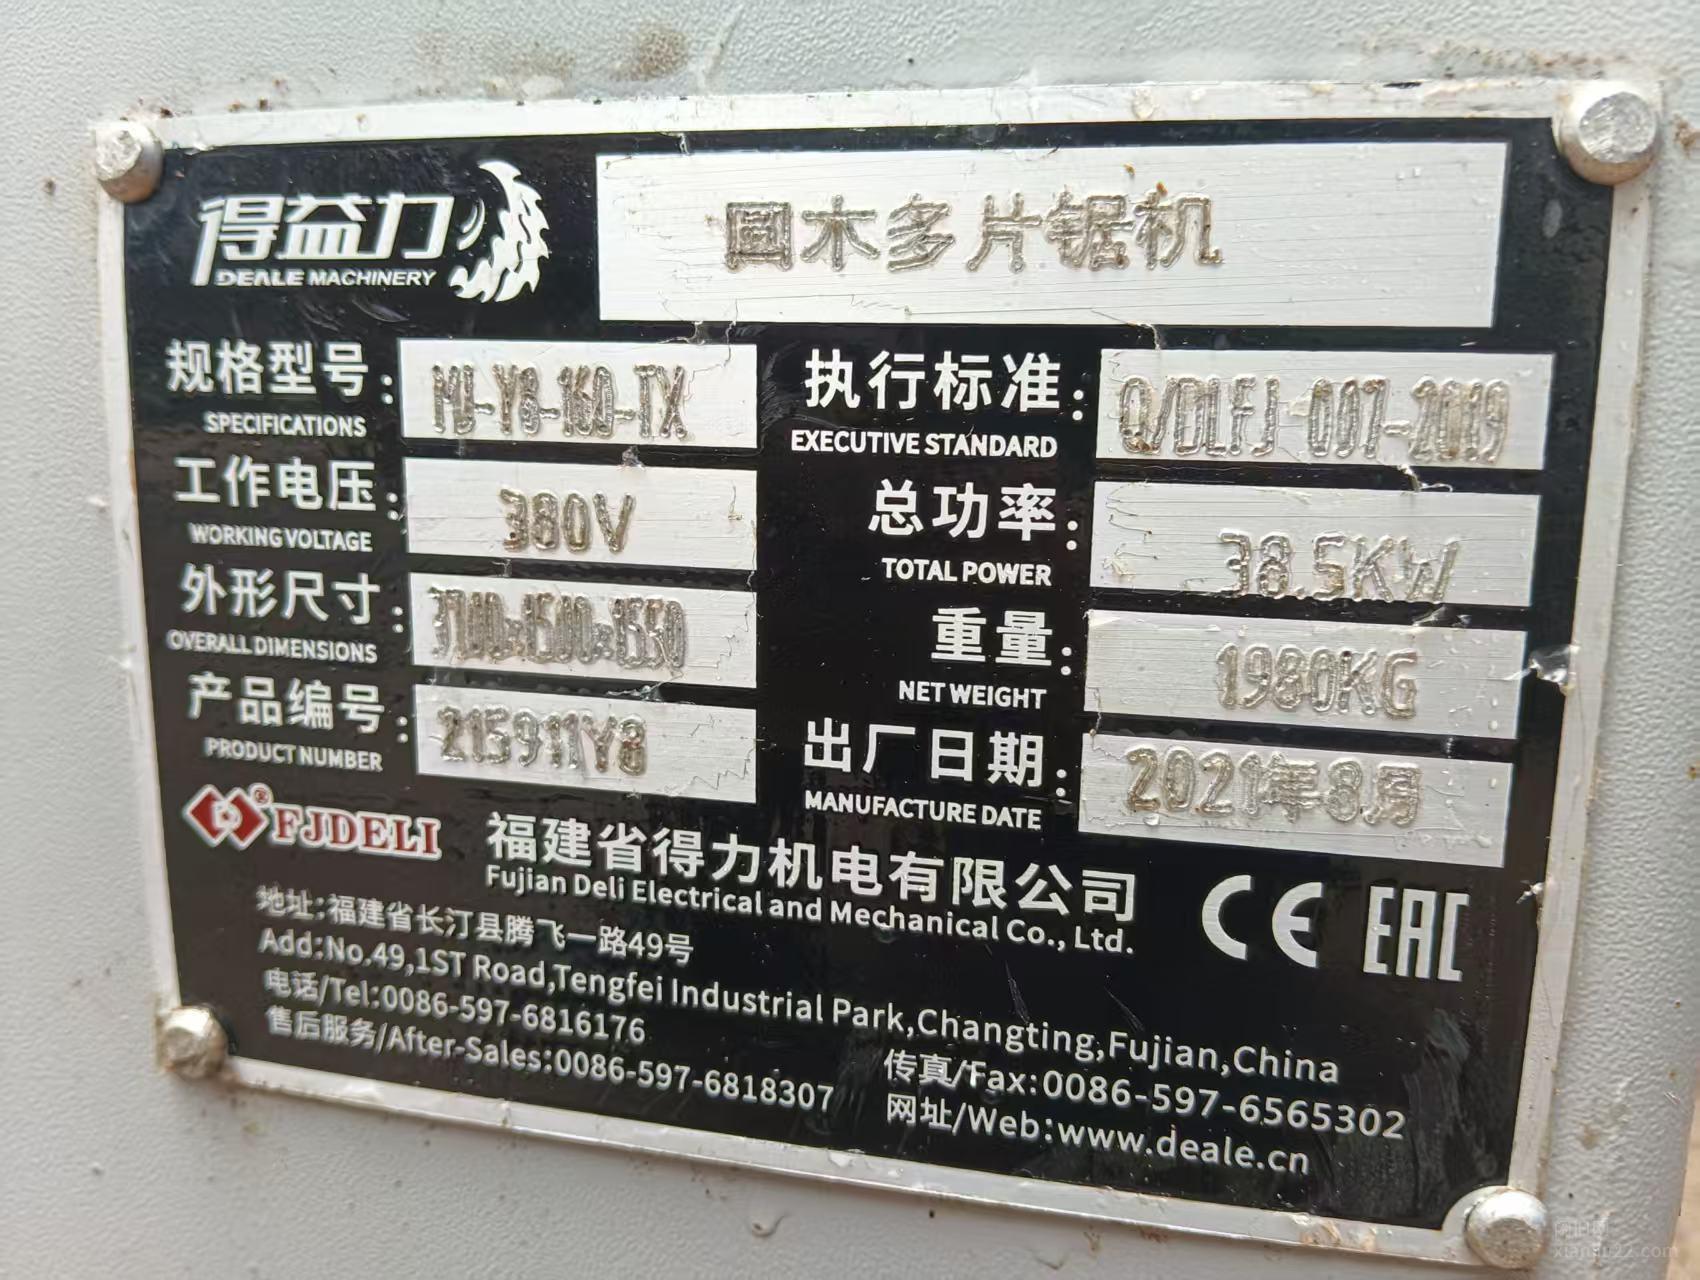 得益力
DEALE MACHINERY
圆木多片锯机
规格型号: MJ-Y8-160-TX
SPECIFICATIONS
执行标准: Q/DLFJ-007-2019
EXECUTIVE STANDARD
工作电压: 380V
WORKING VOLTAGE
总功率: 38.5KW
TOTAL POWER
外形尺寸: 3700×1500×1550
OVERALL DIMENSIONS
重量: 1980KG
NET WEIGHT
产品编号: 215911Y8
PRODUCT NUMBER
出厂日期: 2021年8月
MANUFACTURE DATE
®FJDELI
福建省得力机电有限公司
Fujian Deli Electrical and Mechanical Co., Ltd.
CE EAC
地址:福建省长汀县腾飞一路49号
Add:No.49,1ST Road,Tengfei Industrial Park,Changting,Fujian,China
电话/Tel:0086-597-6816176
传真/Fax:0086-597-6565302
售后服务/After-Sales:0086-597-6818307
网址/Web:www.deale.cn